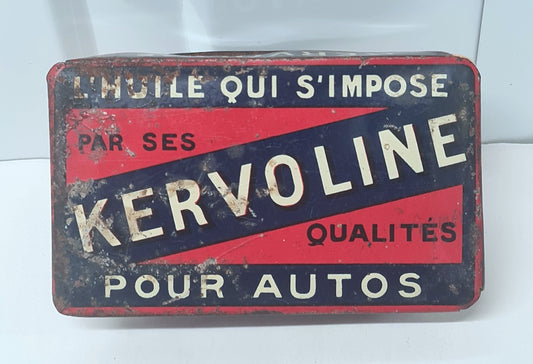 L'HUILE QUI S'IMPOSE
PAR SES
KERVOLINE
QUALITÉS
POUR AUTOS